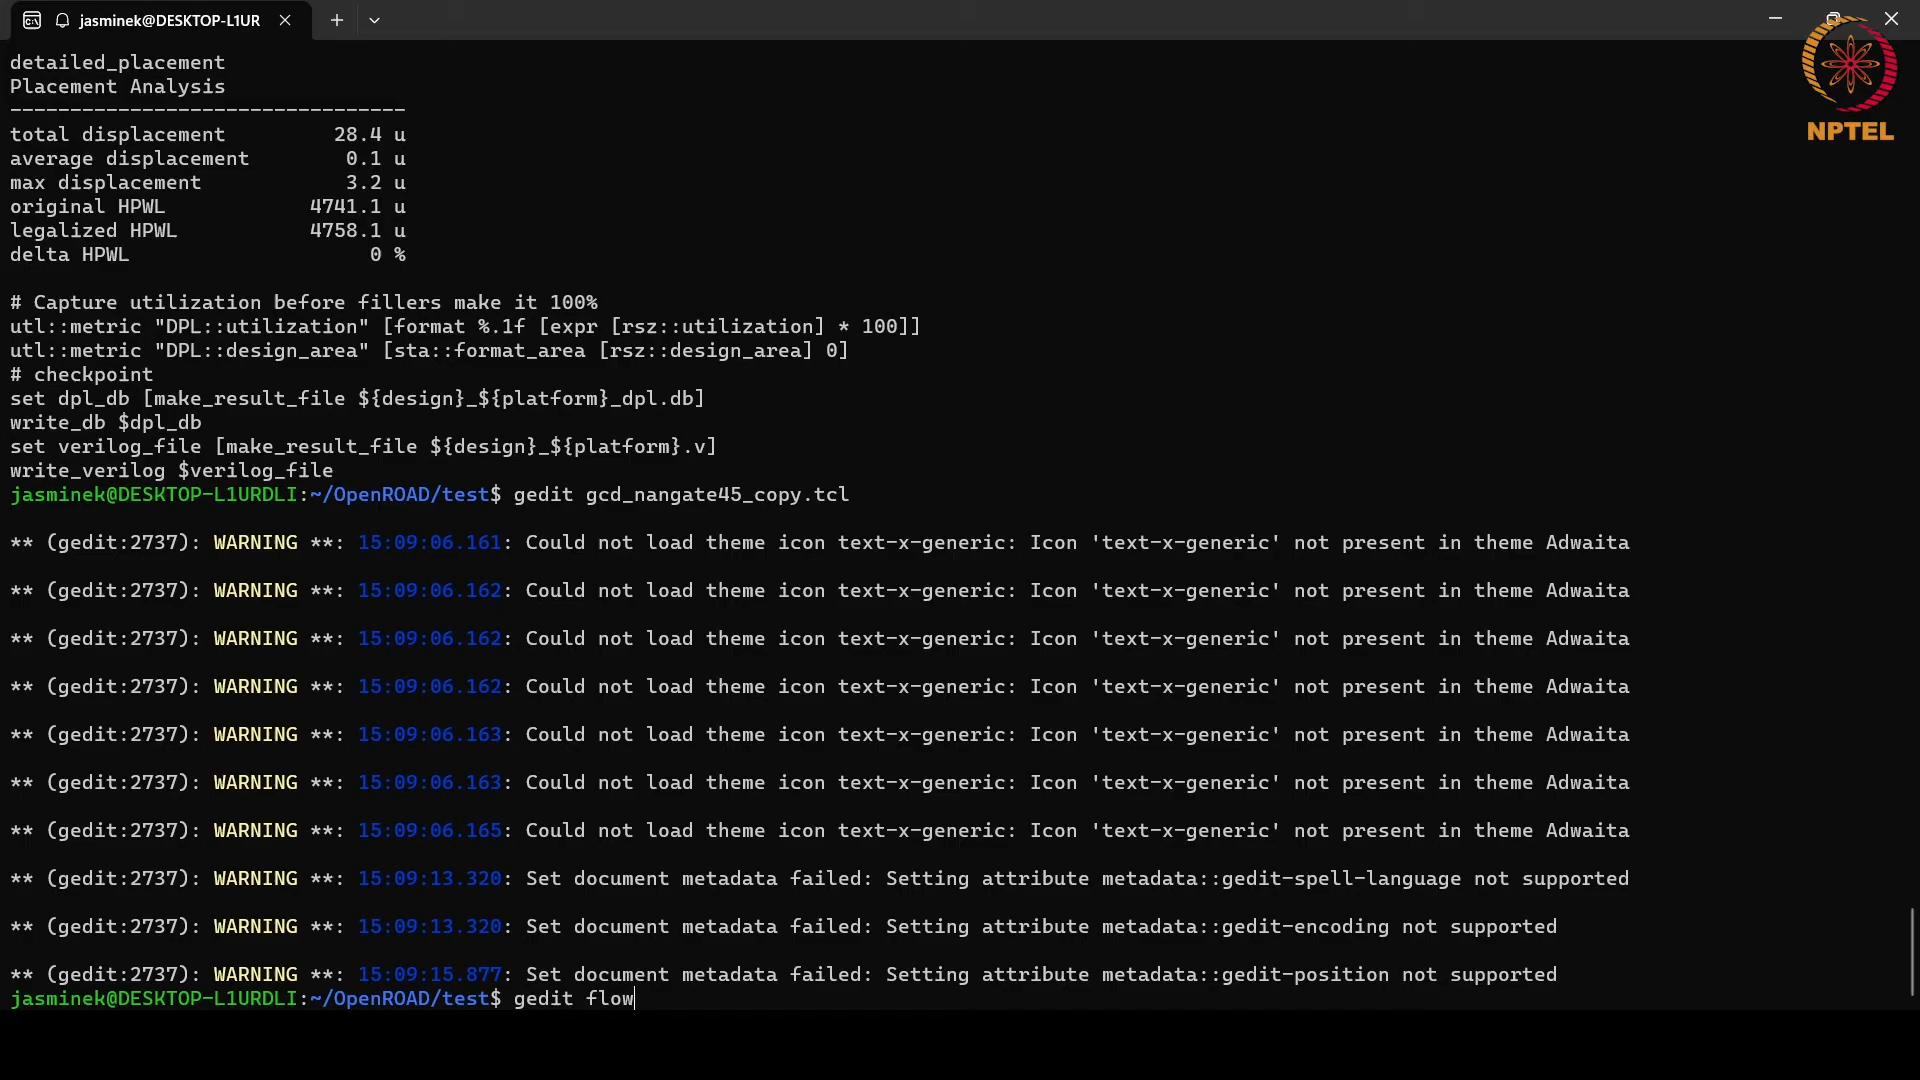 jasminek@DESKTOP-L1UR
detailed_placement
Placement Analysis
---------------------------------
total displacement 28.4 u
average displacement 0.1 u
max displacement 3.2 u
original HPWL 4741.1 u
legalized HPWL 4758.1 u
delta HPWL 0 %
# Capture utilization before fillers make it 100%
utl::metric "DPL::utilization" [format %.1f [expr [rsz::utilization] * 100]]
utl::metric "DPL::design_area" [sta::format_area [rsz::design_area] 0]
# checkpoint
set dpl_db [make_result_file ${design}_${platform}_dpl.db]
write_db $dpl_db
set verilog_file [make_result_file ${design}_${platform}.v]
write_verilog $verilog_file
jasminek@DESKTOP-L1URDLI:~/OpenROAD/test$ gedit gcd_nangate45_copy.tcl
** (gedit:2737): WARNING **: 15:09:06.161: Could not load theme icon text-x-generic: Icon 'text-x-generic' not present in theme Adwaita
** (gedit:2737): WARNING **: 15:09:06.162: Could not load theme icon text-x-generic: Icon 'text-x-generic' not present in theme Adwaita
** (gedit:2737): WARNING **: 15:09:06.162: Could not load theme icon text-x-generic: Icon 'text-x-generic' not present in theme Adwaita
** (gedit:2737): WARNING **: 15:09:06.162: Could not load theme icon text-x-generic: Icon 'text-x-generic' not present in theme Adwaita
** (gedit:2737): WARNING **: 15:09:06.163: Could not load theme icon text-x-generic: Icon 'text-x-generic' not present in theme Adwaita
** (gedit:2737): WARNING **: 15:09:06.163: Could not load theme icon text-x-generic: Icon 'text-x-generic' not present in theme Adwaita
** (gedit:2737): WARNING **: 15:09:06.165: Could not load theme icon text-x-generic: Icon 'text-x-generic' not present in theme Adwaita
** (gedit:2737): WARNING **: 15:09:13.320: Set document metadata failed: Setting attribute metadata::gedit-spell-language not supported
** (gedit:2737): WARNING **: 15:09:13.320: Set document metadata failed: Setting attribute metadata::gedit-encoding not supported
** (gedit:2737): WARNING **: 15:09:15.877: Set document metadata failed: Setting attribute metadata::gedit-position not supported
jasminek@DESKTOP-L1URDLI:~/OpenROAD/test$ gedit flow
NPTEL